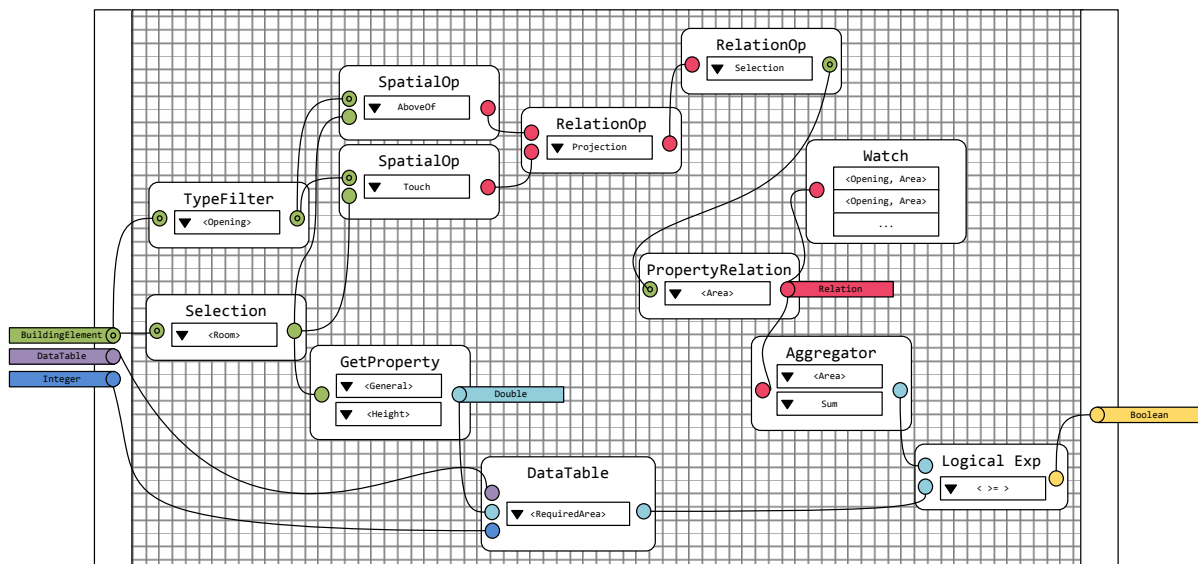 RelationOp
Selection
SpatialOp
AboveOf
RelationOp
Projection
SpatialOp
Touch
Watch
<Opening, Area>
<Opening, Area>
...
TypeFilter
<Opening>
PropertyRelation
<Area>
Relation
Selection
<Room>
BuildingElement
DataTable
Integer
GetProperty
<General>
<Height>
Double
Aggregator
<Area>
Sum
Boolean
Logical Exp
< >= >
DataTable
<RequiredArea>